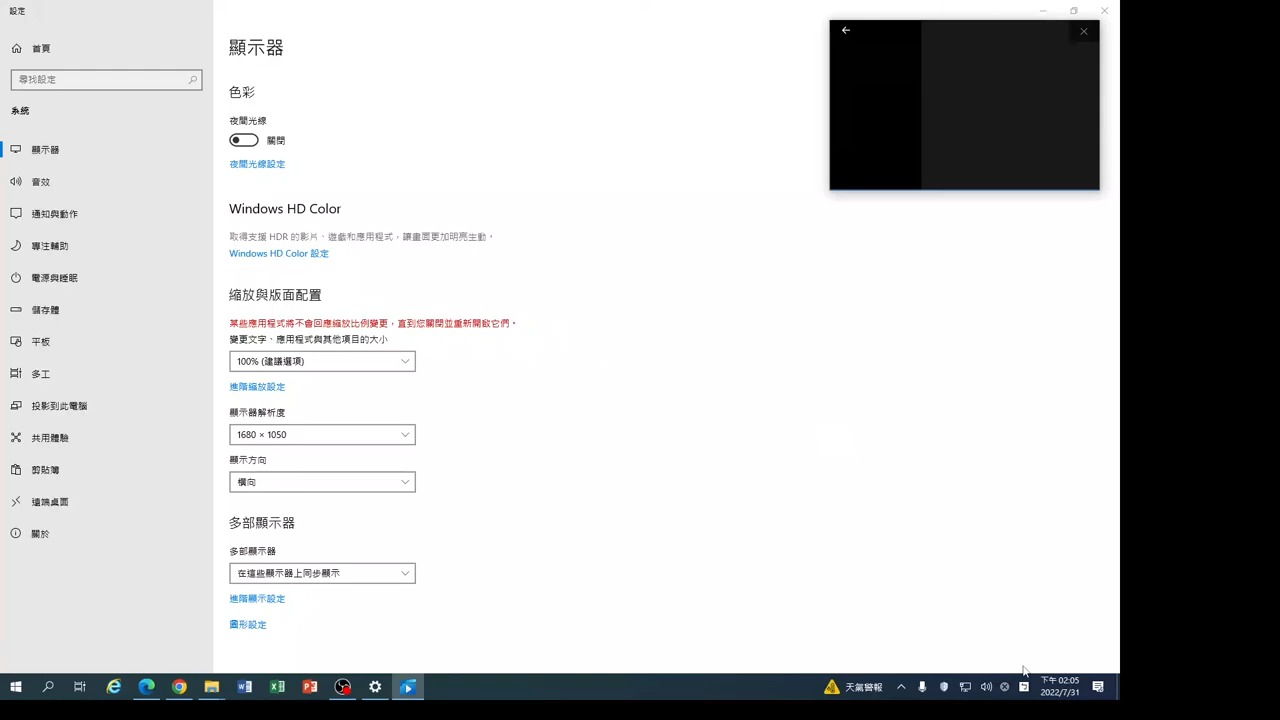 設定
首頁
尋找設定
系統
顯示器
音效
通知與動作
專注輔助
電源與睡眠
儲存體
平板
多工
投影到此電腦
共用體驗
剪貼簿
遠端桌面
關於
顯示器
色彩
夜間光線
關閉
夜間光線設定
Windows HD Color
取得支援 HDR 的影片、遊戲和應用程式，讓畫面更加明亮生動。
Windows HD Color 設定
縮放與版面配置
某些應用程式將不會回應縮放比例變更，直到您關閉並重新開啟它們。
變更文字、應用程式與其他項目的大小
100% (建議選項)
進階縮放設定
顯示器解析度
1680 × 1050
顯示方向
橫向
多部顯示器
多部顯示器
在這些顯示器上同步顯示
進階顯示設定
圖形設定
天氣警報
下午 02:05
2022/7/31